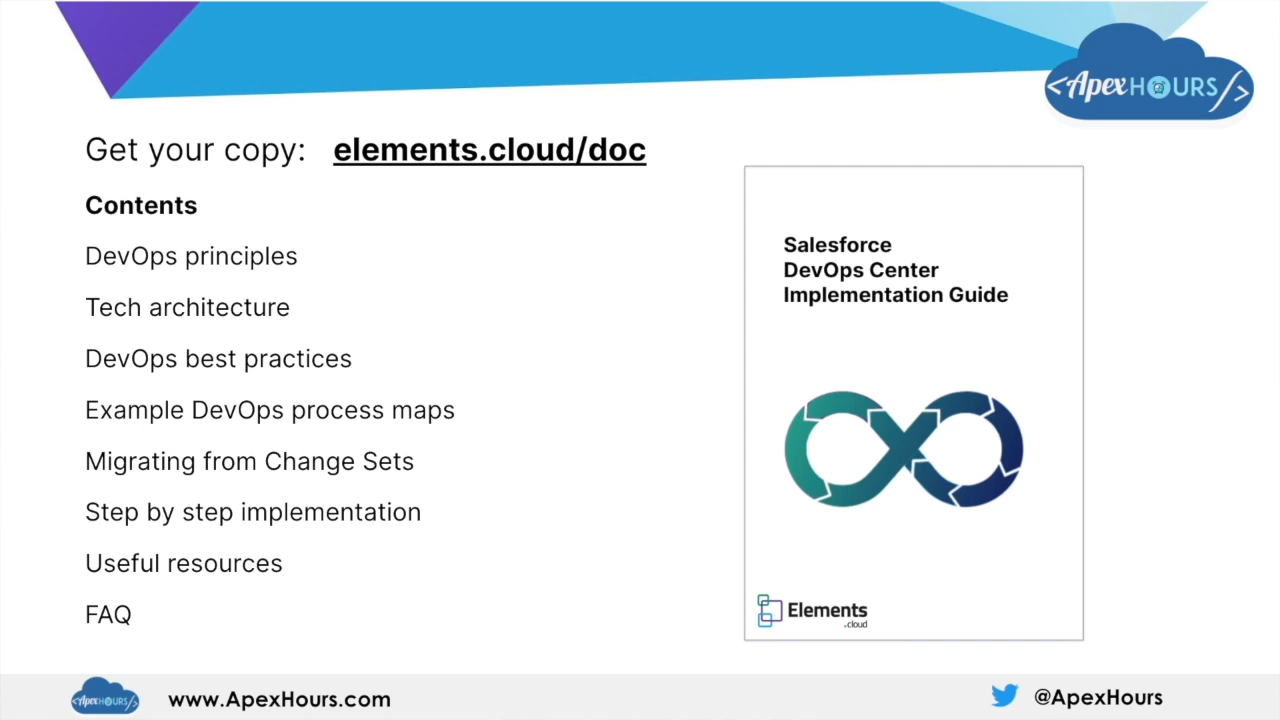 <ApexHOURS/>
Get your copy: elements.cloud/doc
Contents
DevOps principles
Tech architecture
DevOps best practices
Example DevOps process maps
Migrating from Change Sets
Step by step implementation
Useful resources
FAQ
Salesforce
DevOps Center
Implementation Guide
Elements
.cloud
<ApexHOURS/>
www.ApexHours.com
@ApexHours